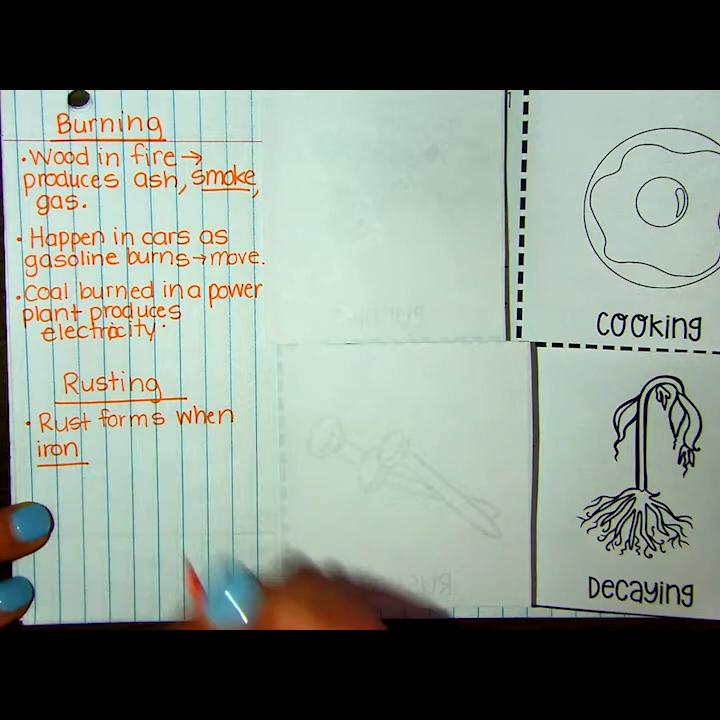 Burning
• Wood in fire →
produces ash, smoke,
gas.
• Happen in cars as
gasoline burns → move.
• Coal burned in a power
plant produces
electricity.
Rusting
• Rust forms when
iron
COOKING
DECAYING